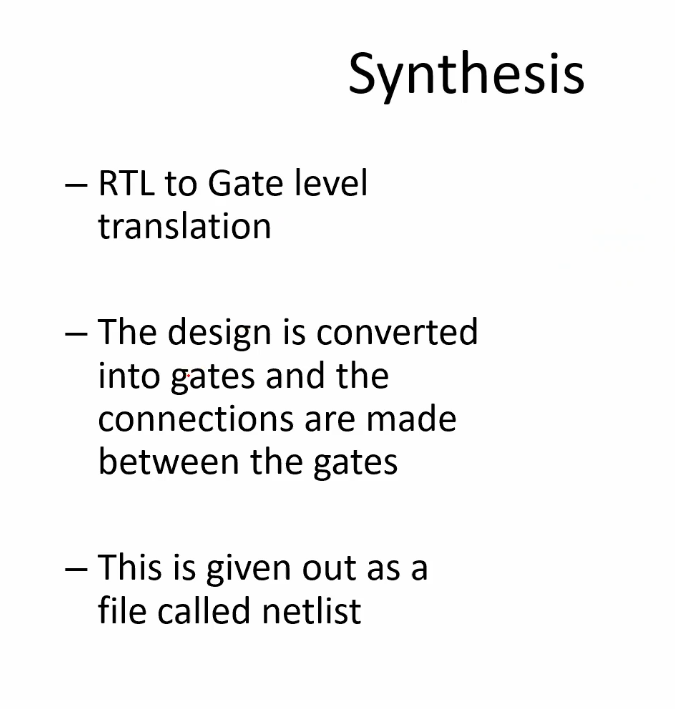 Synthesis
– RTL to Gate level
translation
– The design is converted
into gates and the
connections are made
between the gates
– This is given out as a
file called netlist